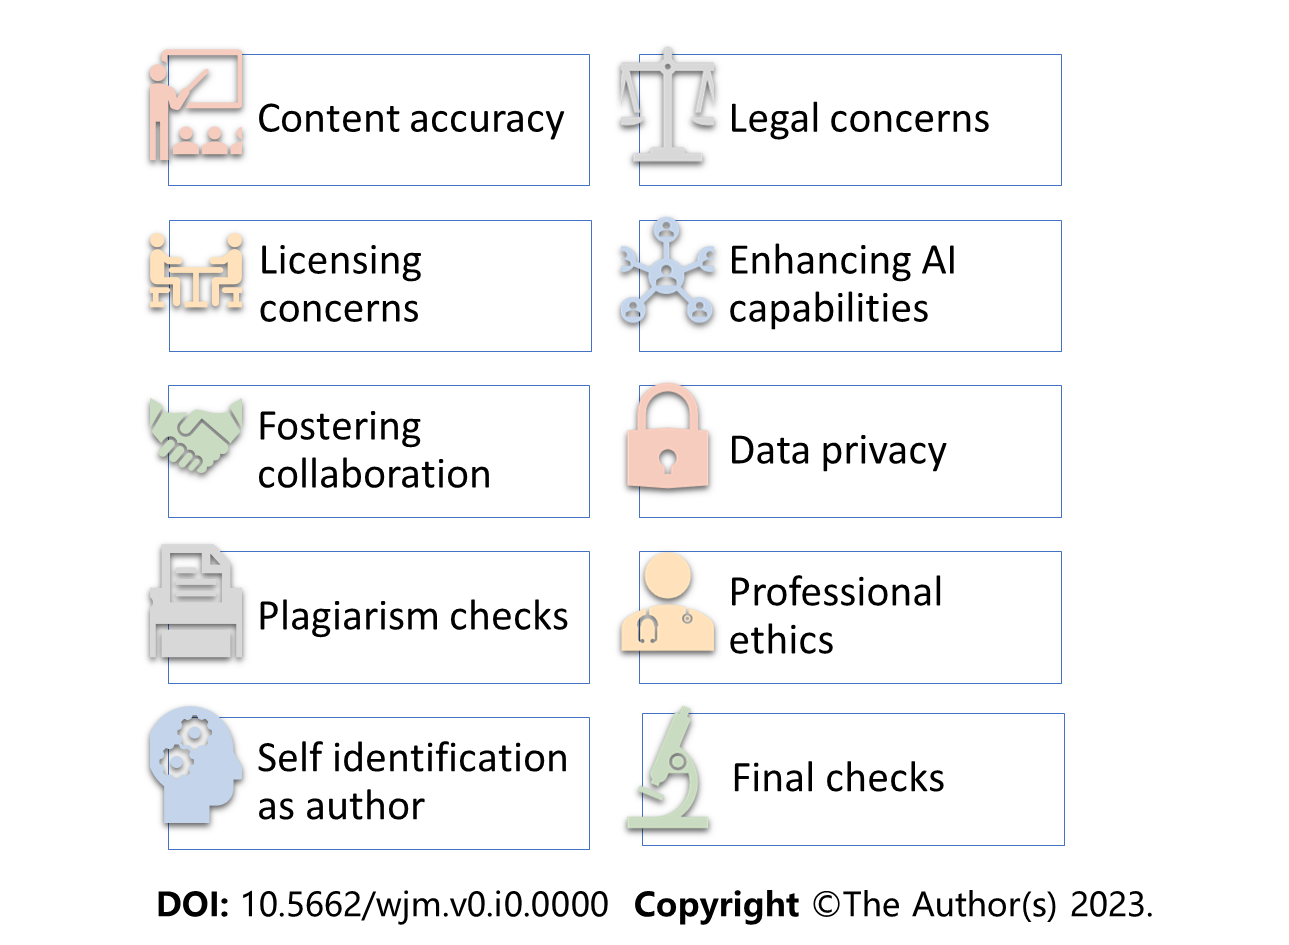 Content accuracy
Legal concerns
Licensing
concerns
Enhancing AI
capabilities
Fostering
collaboration
Data privacy
Plagiarism checks
Professional
ethics
Self identification
as author
Final checks
DOI: 10.5662/wjm.v0.i0.0000 Copyright ©The Author(s) 2023.